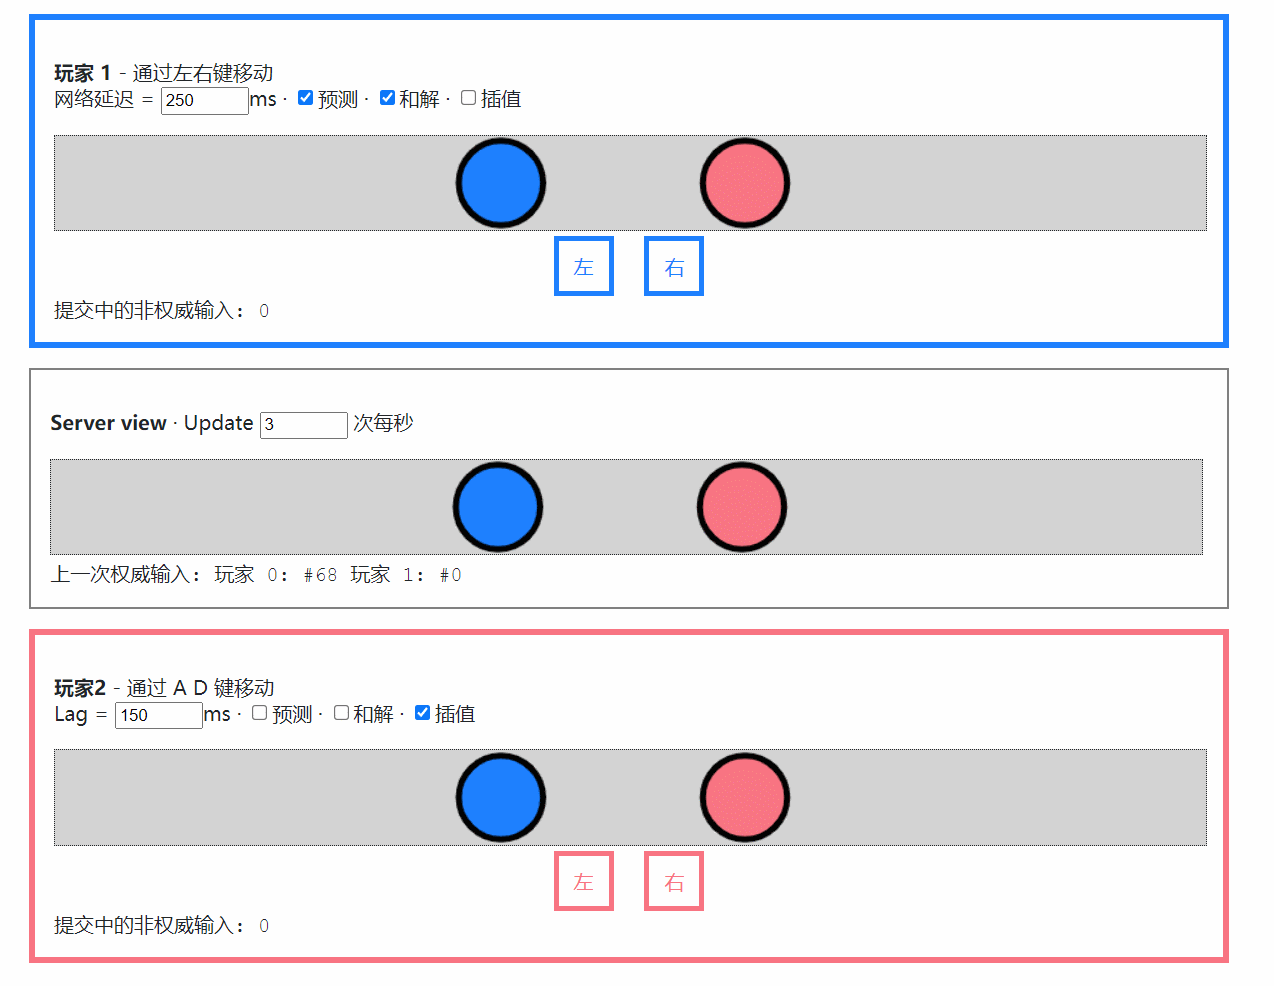 玩家 1 - 通过左右键移动
网络延迟 = 250 ms · 预测 · 和解 · 插值
左 右
提交中的非权威输入： 0
Server view · Update 3 次每秒
上一次权威输入：玩家 0：#68 玩家 1：#0
玩家2 - 通过 A D 键移动
Lag = 150 ms · 预测 · 和解 · 插值
左 右
提交中的非权威输入： 0